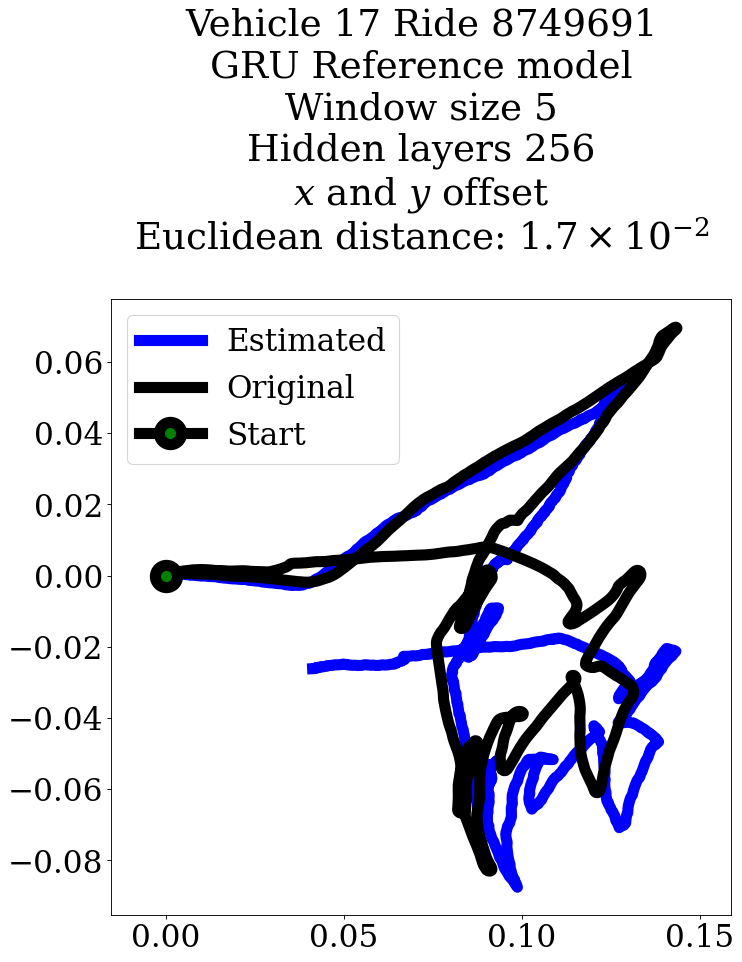 Vehicle 17 Ride 8749691
GRU Reference model
Window size 5
Hidden layers 256
x and y offset
Euclidean distance: 1.7 × 10⁻²
Estimated
Original
Start
0.06
0.04
0.02
0.00
−0.02
−0.04
−0.06
−0.08
0.00 0.05 0.10 0.15